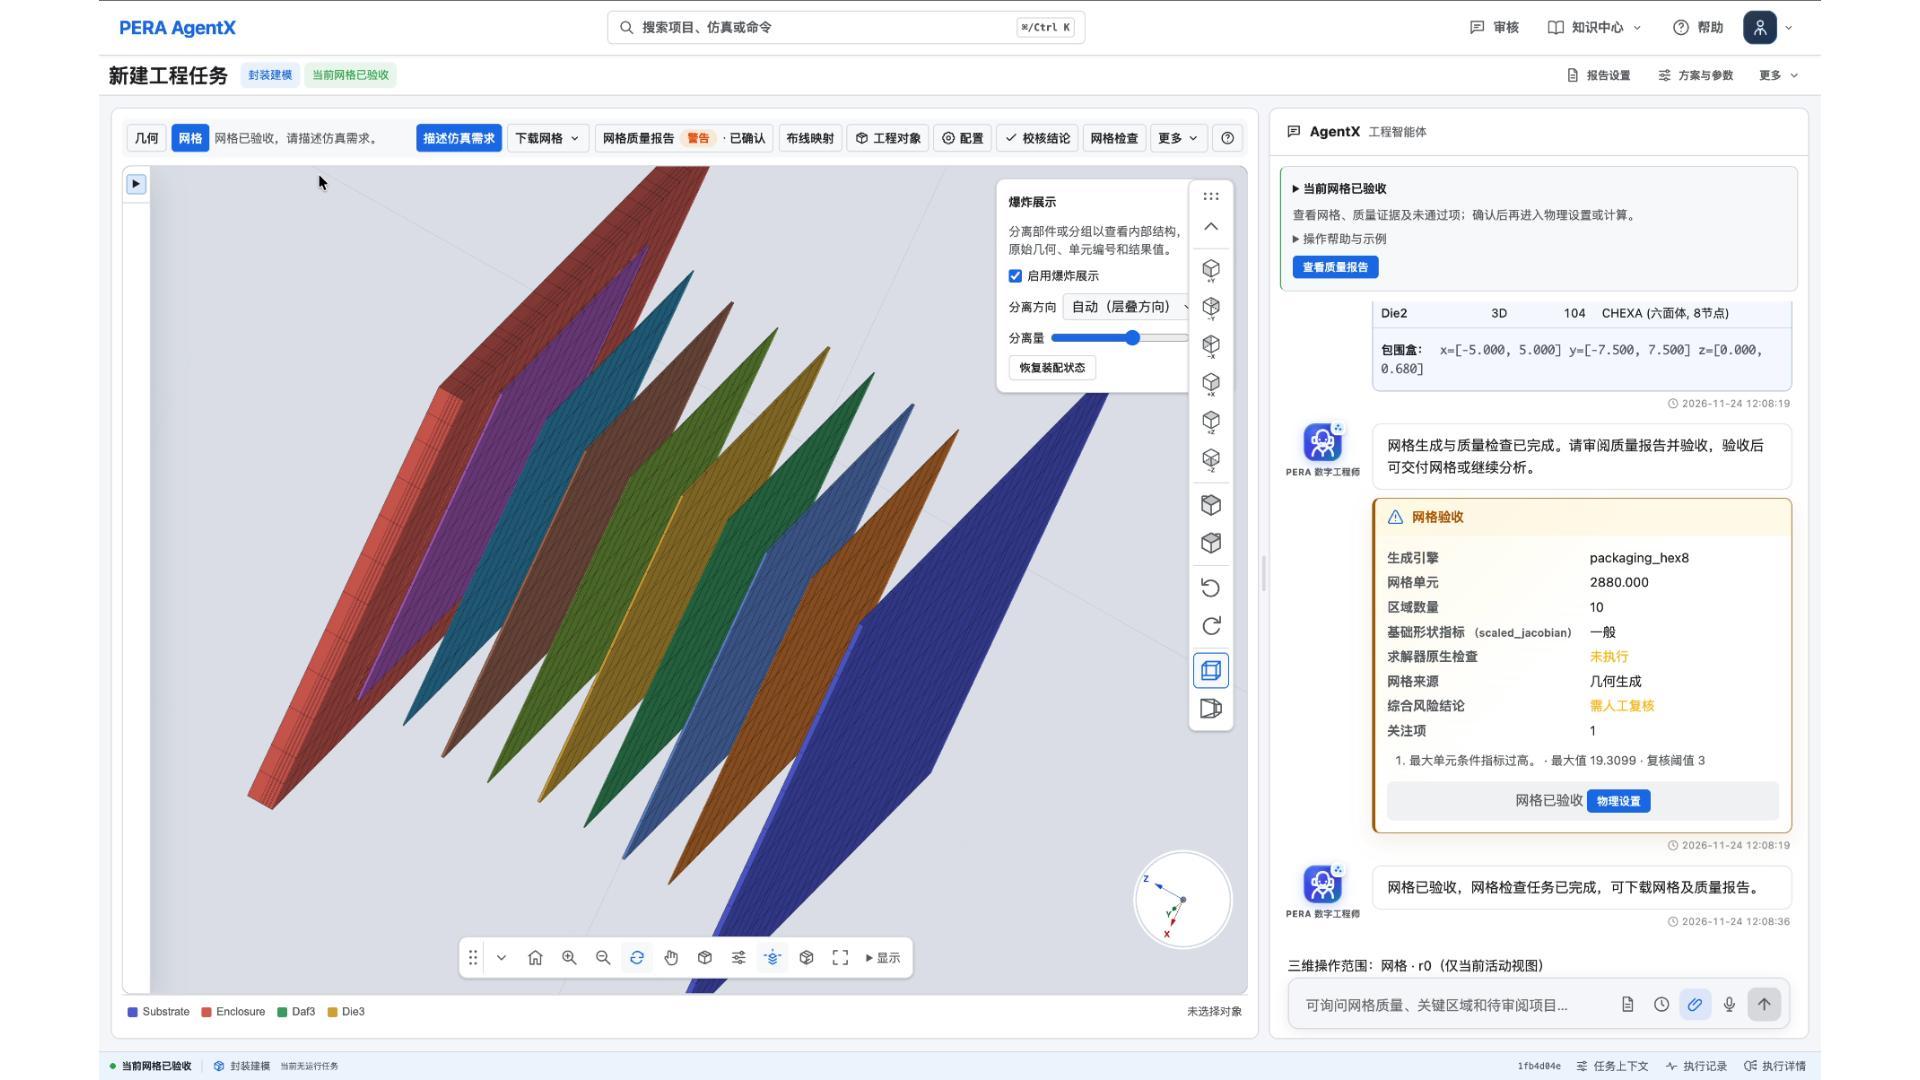 PERA AgentX
搜索项目、仿真或命令
⌘/Ctrl K
审核
知识中心
帮助
新建工程任务
封装建模
当前网格已验收
报告设置
方案与参数
更多
几何
网格
网格已验收，请描述仿真需求。
描述仿真需求
下载网格
网格质量报告 警告 · 已确认
布线映射
工程对象
配置
校核结论
网格检查
更多
爆炸展示
分离部件或分组以查看内部结构，
原始几何、单元编号和结果值。
启用爆炸展示
分离方向 自动（层叠方向）
分离量
恢复装配状态
+Y
-Y
-X
+X
+Z
-Z
Z
Y
X
显示
Substrate
Enclosure
Daf3
Die3
未选择对象
AgentX 工程智能体
当前网格已验收
查看网格、质量证据及未通过项；确认后再进入物理设置或计算。
操作帮助与示例
查看质量报告
Die2 3D 104 CHEXA (六面体, 8节点)
包围盒： x=[-5.000, 5.000] y=[-7.500, 7.500] z=[0.000,
0.680]
2026-11-24 12:08:19
PERA 数字工程师
网格生成与质量检查已完成。请审阅质量报告并验收，验收后
可交付网格或继续分析。
网格验收
生成引擎 packaging_hex8
网格单元 2880.000
区域数量 10
基础形状指标 （scaled_jacobian） 一般
求解器原生检查 未执行
网格来源 几何生成
综合风险结论 需人工复核
关注项 1
1. 最大单元条件指标过高。 · 最大值 19.3099 · 复核阈值 3
网格已验收 物理设置
2026-11-24 12:08:19
PERA 数字工程师
网格已验收，网格检查任务已完成，可下载网格及质量报告。
2026-11-24 12:08:36
三维操作范围：网格 · r0（仅当前活动视图）
可询问网格质量、关键区域和待审阅项目...
当前网格已验收
封装建模
当前无运行任务
1fb4d04e
任务上下文
执行记录
执行详情